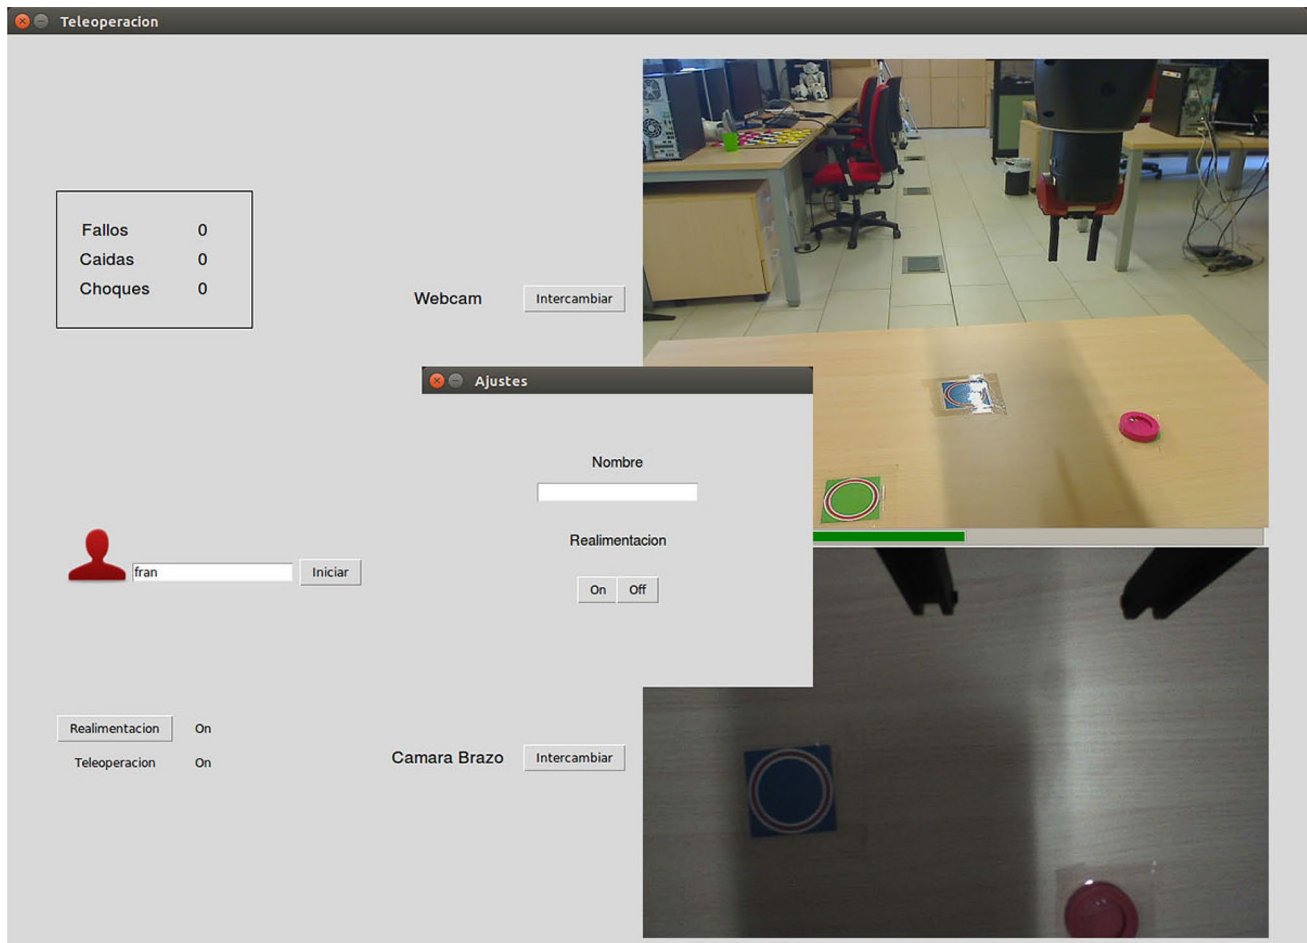 Teleoperacion
Fallos 0
Caidas 0
Choques 0
Webcam Intercambiar
Ajustes
Nombre
Realimentacion
On Off
fran Iniciar
Realimentacion On
Teleoperacion On
Camara Brazo Intercambiar